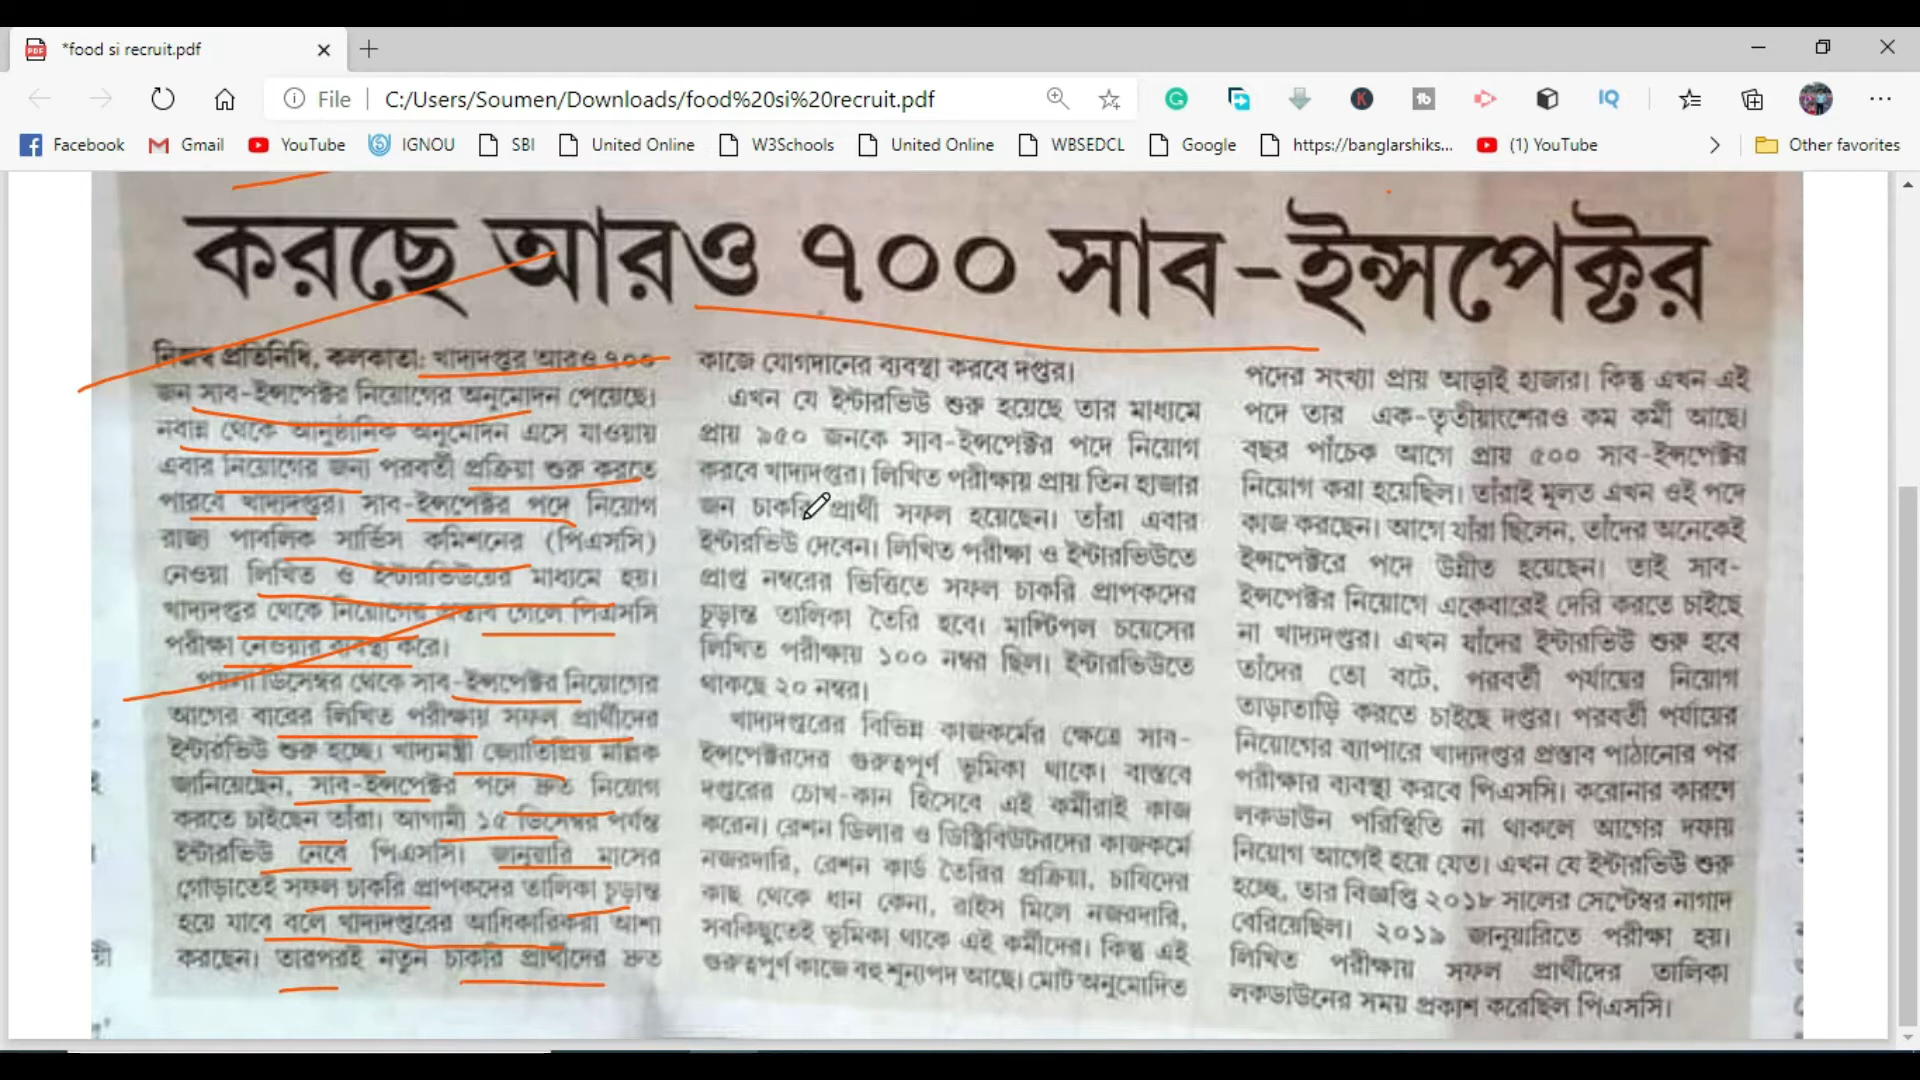 *food si recruit.pdf
File
C:/Users/Soumen/Downloads/food%20si%20recruit.pdf
Facebook
Gmail
YouTube
IGNOU
SBI
United Online
W3Schools
United Online
WBSEDCL
Google
https://banglarshiks...
(1) YouTube
Other favorites
করছে আরও ৭০০ সাব-ইন্সপেক্টর
নিজস্ব প্রতিনিধি, কলকাতা: খাদ্যদপ্তর আরও ৭০০
জন সাব-ইন্সপেক্টর নিয়োগের অনুমোদন পেয়েছে।
নবান্ন থেকে আনুষ্ঠানিক অনুমোদন এসে যাওয়ায়
এবার নিয়োগের জন্য পরবর্তী প্রক্রিয়া শুরু করতে
পারবে খাদ্যদপ্তর। সাব-ইন্সপেক্টর পদে নিয়োগ
রাজ্য পাবলিক সার্ভিস কমিশনের (পিএসসি)
নেওয়া লিখিত ও ইন্টারভিউয়ের মাধ্যমে হয়।
খাদ্যদপ্তর থেকে নিয়োগের প্রস্তাব গেলে পিএসসি
পরীক্ষা নেওয়ার ব্যবস্থা করে।
পয়লা ডিসেম্বর থেকে সাব-ইন্সপেক্টর নিয়োগের
আগের বারের লিখিত পরীক্ষায় সফল প্রার্থীদের
ইন্টারভিউ শুরু হচ্ছে। খাদ্যমন্ত্রী জ্যোতিপ্রিয় মল্লিক
জানিয়েছেন, সাব-ইন্সপেক্টর পদে দ্রুত নিয়োগ
করতে চাইছেন তাঁরা। আগামী ১৫ ডিসেম্বর পর্যন্ত
ইন্টারভিউ নেবে পিএসসি। জানুয়ারি মাসের
গোড়াতেই সফল চাকরি প্রাপকদের তালিকা চূড়ান্ত
হয়ে যাবে বলে খাদ্যদপ্তরের আধিকারিকরা আশা
করছেন। তারপরই নতুন চাকরি প্রার্থীদের দ্রুত
কাজে যোগদানের ব্যবস্থা করবে দপ্তর।
এখন যে ইন্টারভিউ শুরু হয়েছে তার মাধ্যমে
প্রায় ৯৫০ জনকে সাব-ইন্সপেক্টর পদে নিয়োগ
করবে খাদ্যদপ্তর। লিখিত পরীক্ষায় প্রায় তিন হাজার
জন চাকরি প্রার্থী সফল হয়েছেন। তাঁরা এবার
ইন্টারভিউ দেবেন। লিখিত পরীক্ষা ও ইন্টারভিউতে
প্রাপ্ত নম্বরের ভিত্তিতে সফল চাকরি প্রাপকদের
চূড়ান্ত তালিকা তৈরি হবে। মাল্টিপল চয়েসের
লিখিত পরীক্ষায় ১০০ নম্বর ছিল। ইন্টারভিউতে
থাকছে ২০ নম্বর।
খাদ্যদপ্তরের বিভিন্ন কাজকর্মের ক্ষেত্রে সাব-
ইন্সপেক্টরদের গুরুত্বপূর্ণ ভূমিকা থাকে। বাস্তবে
দপ্তরের চোখ-কান হিসেবে এই কর্মীরাই কাজ
করেন। রেশন ডিলার ও ডিস্ট্রিবিউটরদের কাজকর্মে
নজরদারি, রেশন কার্ড তৈরির প্রক্রিয়া, চাষিদের
কাছ থেকে ধান কেনা, রাইস মিলে নজরদারি,
সবকিছুতেই ভূমিকা থাকে এই কর্মীদের। কিন্তু এই
গুরুত্বপূর্ণ কাজে বহু শূন্যপদ আছে। মোট অনুমোদিত
পদের সংখ্যা প্রায় আড়াই হাজার। কিন্তু এখন এই
পদে তার এক-তৃতীয়াংশেরও কম কর্মী আছে।
বছর পাঁচেক আগে প্রায় ৫০০ সাব-ইন্সপেক্টর
নিয়োগ করা হয়েছিল। তাঁরাই মূলত এখন ওই পদে
কাজ করছেন। আগে যাঁরা ছিলেন, তাঁদের অনেকেই
ইন্সপেক্টরে পদে উন্নীত হয়েছেন। তাই সাব-
ইন্সপেক্টর নিয়োগে একেবারেই দেরি করতে চাইছে
না খাদ্যদপ্তর। এখন যাঁদের ইন্টারভিউ শুরু হবে
তাঁদের তো বটে, পরবর্তী পর্যায়ের নিয়োগ
তাড়াতাড়ি করতে চাইছে দপ্তর। পরবর্তী পর্যায়ের
নিয়োগের ব্যাপারে খাদ্যদপ্তর প্রস্তাব পাঠানোর পর
পরীক্ষার ব্যবস্থা করবে পিএসসি। করোনার কারণে
লকডাউন পরিস্থিতি না থাকলে আগের দফায়
নিয়োগ আগেই হয়ে যেত। এখন যে ইন্টারভিউ শুরু
হচ্ছে, তার বিজ্ঞপ্তি ২০১৮ সালের সেপ্টেম্বর নাগাদ
বেরিয়েছিল। ২০১৯ জানুয়ারিতে পরীক্ষা হয়।
লিখিত পরীক্ষায় সফল প্রার্থীদের তালিকা
লকডাউনের সময় প্রকাশ করেছিল পিএসসি।